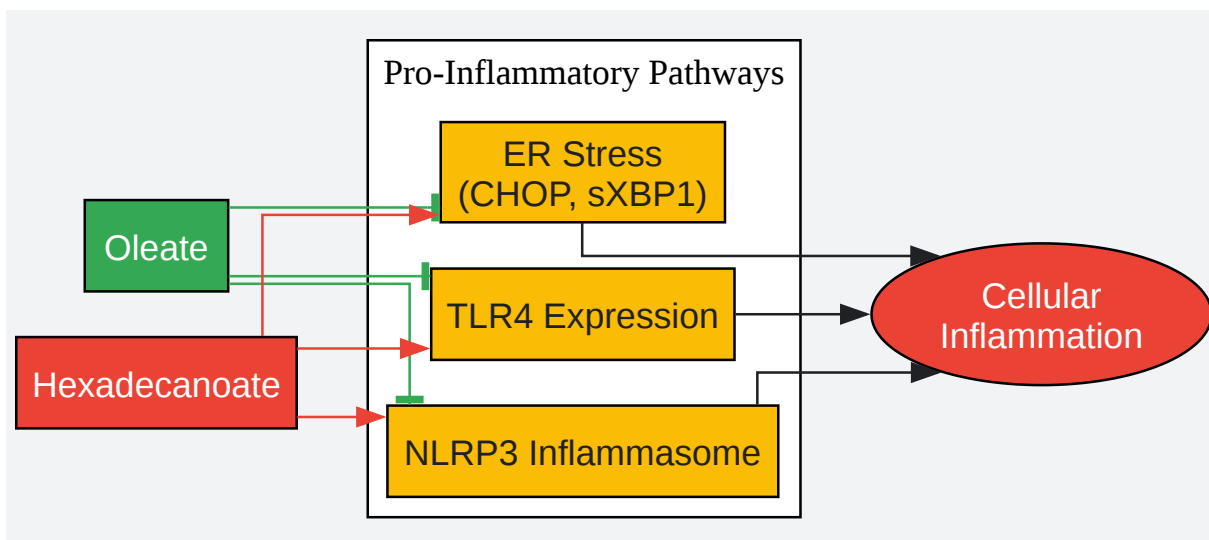 Pro-Inflammatory Pathways
ER Stress
(CHOP, sXBP1)
Oleate
TLR4 Expression
Cellular
Inflammation
Hexadecanoate
NLRP3 Inflammasome